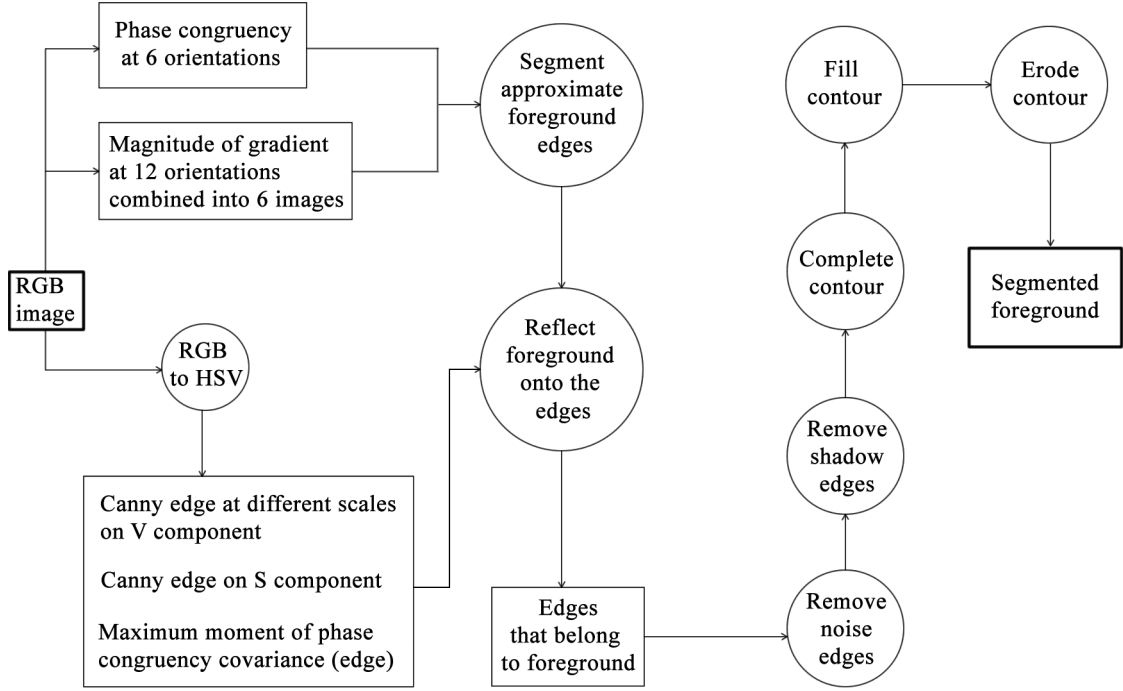 Phase congruency
at 6 orientations
Magnitude of gradient
at 12 orientations
combined into 6 images
RGB
image
RGB
to HSV
Canny edge at different scales
on V component
Canny edge on S component
Maximum moment of phase
congruency covariance (edge)
Segment
approximate
foreground
edges
Reflect
foreground
onto the
edges
Edges
that belong
to foreground
Remove
noise
edges
Remove
shadow
edges
Complete
contour
Fill
contour
Erode
contour
Segmented
foreground